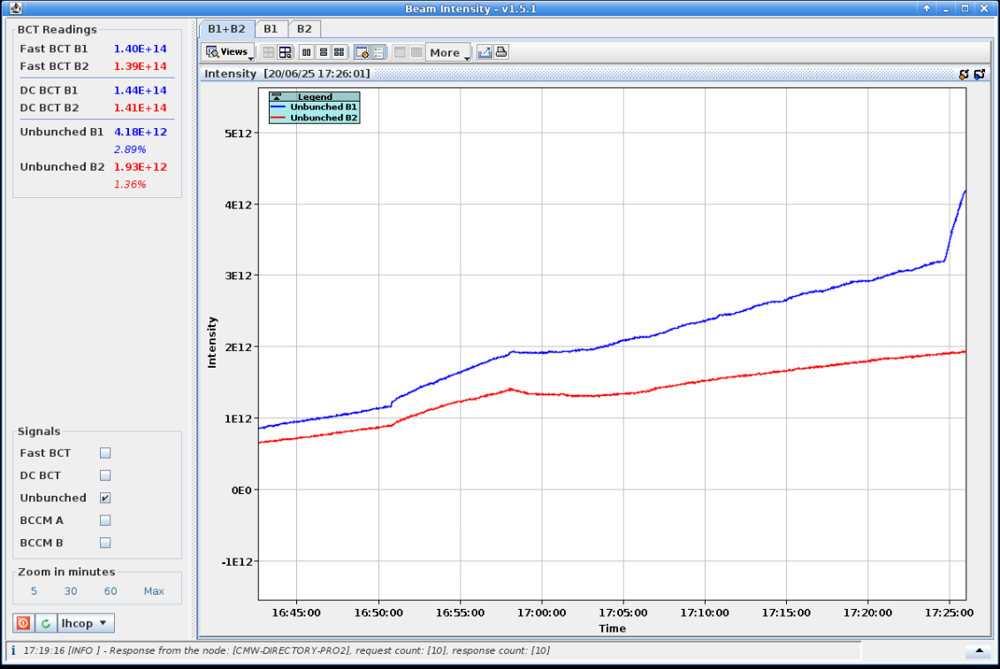 Beam Intensity - v1.5.1
BCT Readings
Fast BCT B1 1.40E+14
Fast BCT B2 1.39E+14
DC BCT B1 1.44E+14
DC BCT B2 1.41E+14
Unbunched B1 4.18E+12
2.89%
Unbunched B2 1.93E+12
1.36%
Signals
Fast BCT
DC BCT
Unbunched
BCCM A
BCCM B
Zoom in minutes
5 30 60 Max
lhcop
B1+B2 B1 B2
Views More
Intensity [20/06/25 17:26:01]
Legend
Unbunched B1
Unbunched B2
5E12
4E12
3E12
2E12
1E12
0E0
-1E12
Intensity
16:45:00 16:50:00 16:55:00 17:00:00 17:05:00 17:10:00 17:15:00 17:20:00 17:25:00
Time
17:19:16 [INFO ] - Response from the node: [CMW-DIRECTORY-PRO2], request count: [10], response count: [10]